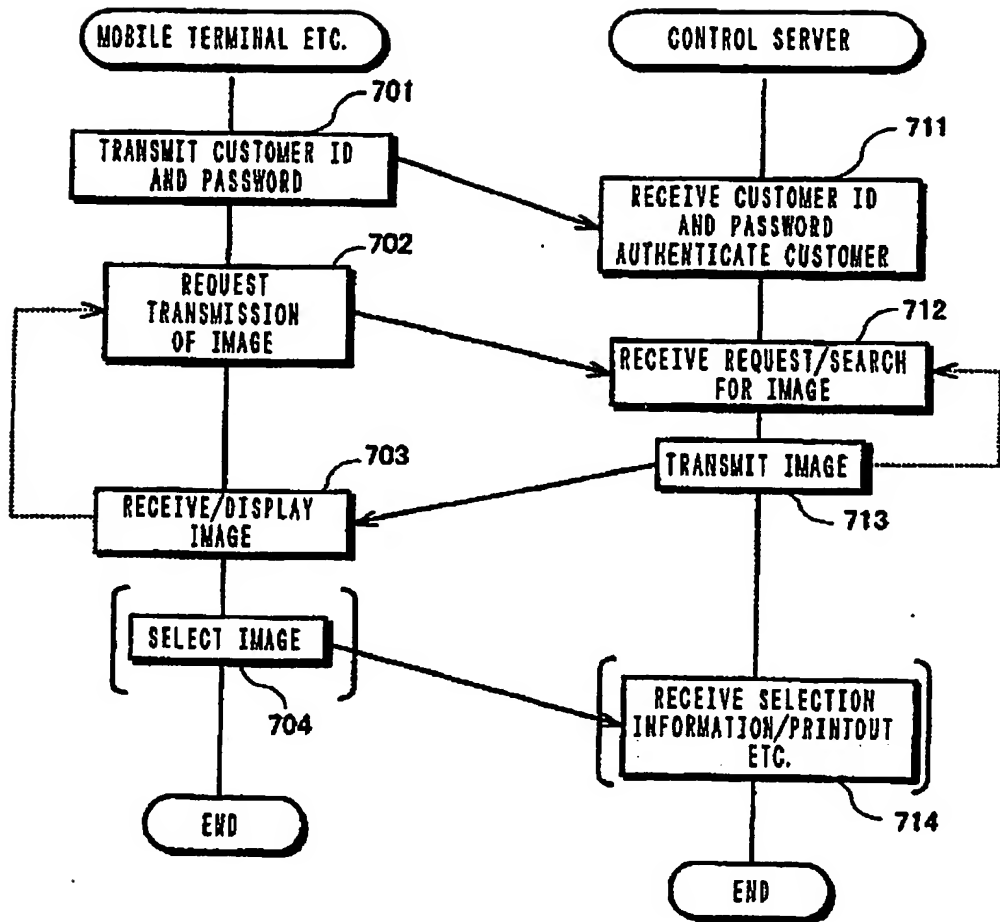 MOBILE TERMINAL ETC.
CONTROL SERVER
701
TRANSMIT CUSTOMER ID
AND PASSWORD
711
RECEIVE CUSTOMER ID
AND PASSWORD
AUTHENTICATE CUSTOMER
702
REQUEST
TRANSMISSION
OF IMAGE
712
RECEIVE REQUEST/SEARCH
FOR IMAGE
703
RECEIVE/DISPLAY
IMAGE
TRANSMIT IMAGE
713
SELECT IMAGE
704
RECEIVE SELECTION
INFORMATION/PRINTOUT
ETC.
714
END
END